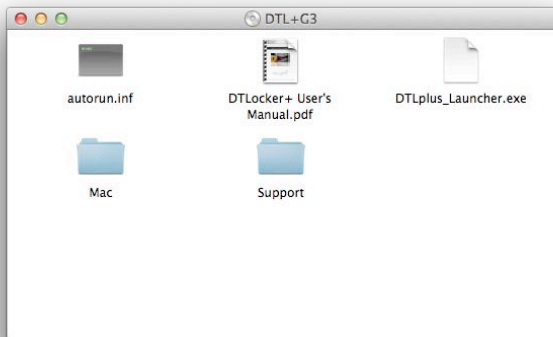 DTL+G3
autorun.inf
DTLocker+ User's
Manual.pdf
DTLplus_Launcher.exe
Mac
Support